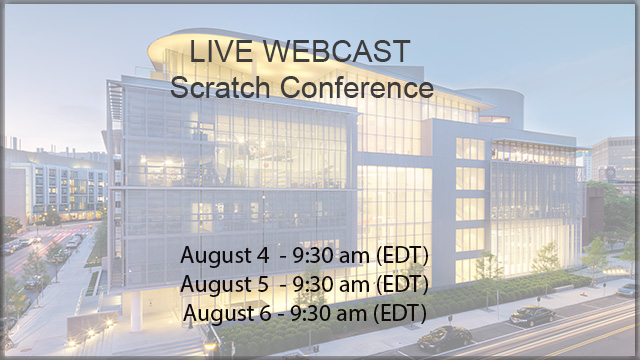 LIVE WEBCAST
Scratch Conference
August 4 - 9:30 am (EDT)
August 5 - 9:30 am (EDT)
August 6 - 9:30 am (EDT)